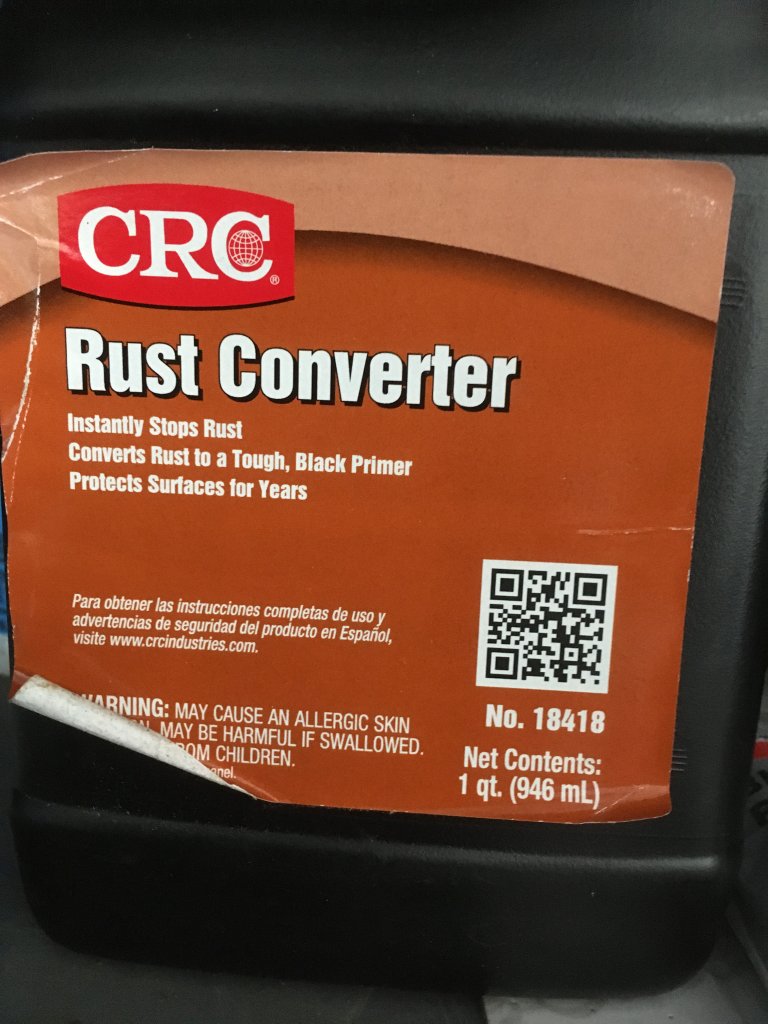 CRC®
Rust Converter
Instantly Stops Rust
Converts Rust to a Tough, Black Primer
Protects Surfaces for Years
Para obtener las instrucciones completas de uso y
advertencias de seguridad del producto en Español,
visite www.crcindustries.com.
WARNING: MAY CAUSE AN ALLERGIC SKIN
MAY BE HARMFUL IF SWALLOWED.
FROM CHILDREN.
No. 18418
Net Contents:
1 qt. (946 mL)